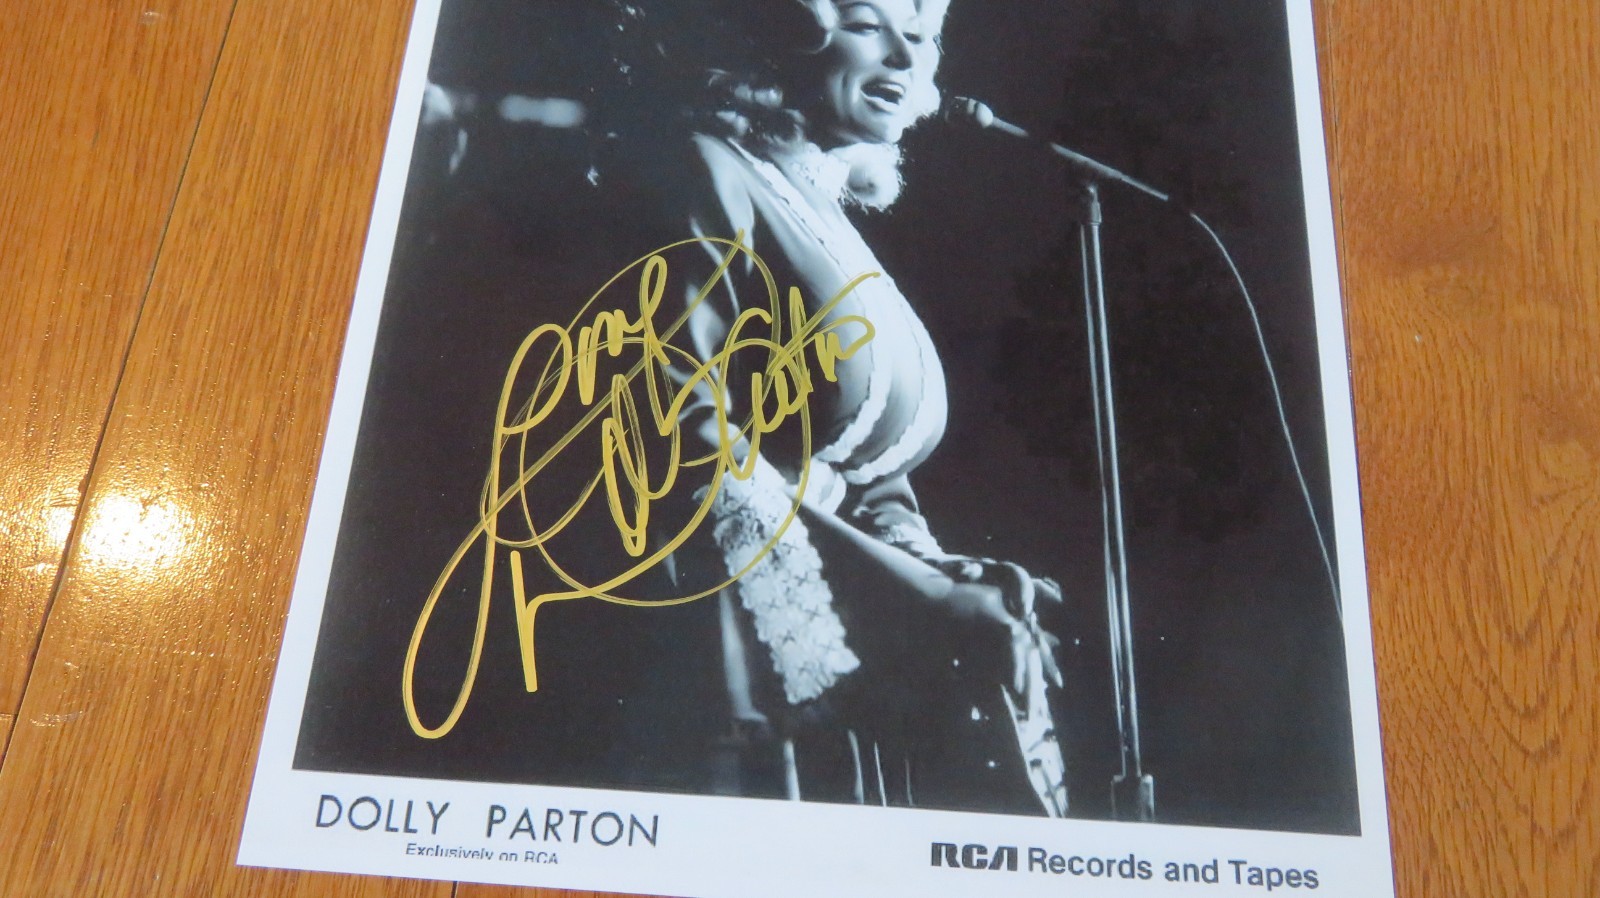 Love
Dolly Parton
DOLLY PARTON
Exclusively on RCA
RCA Records and Tapes